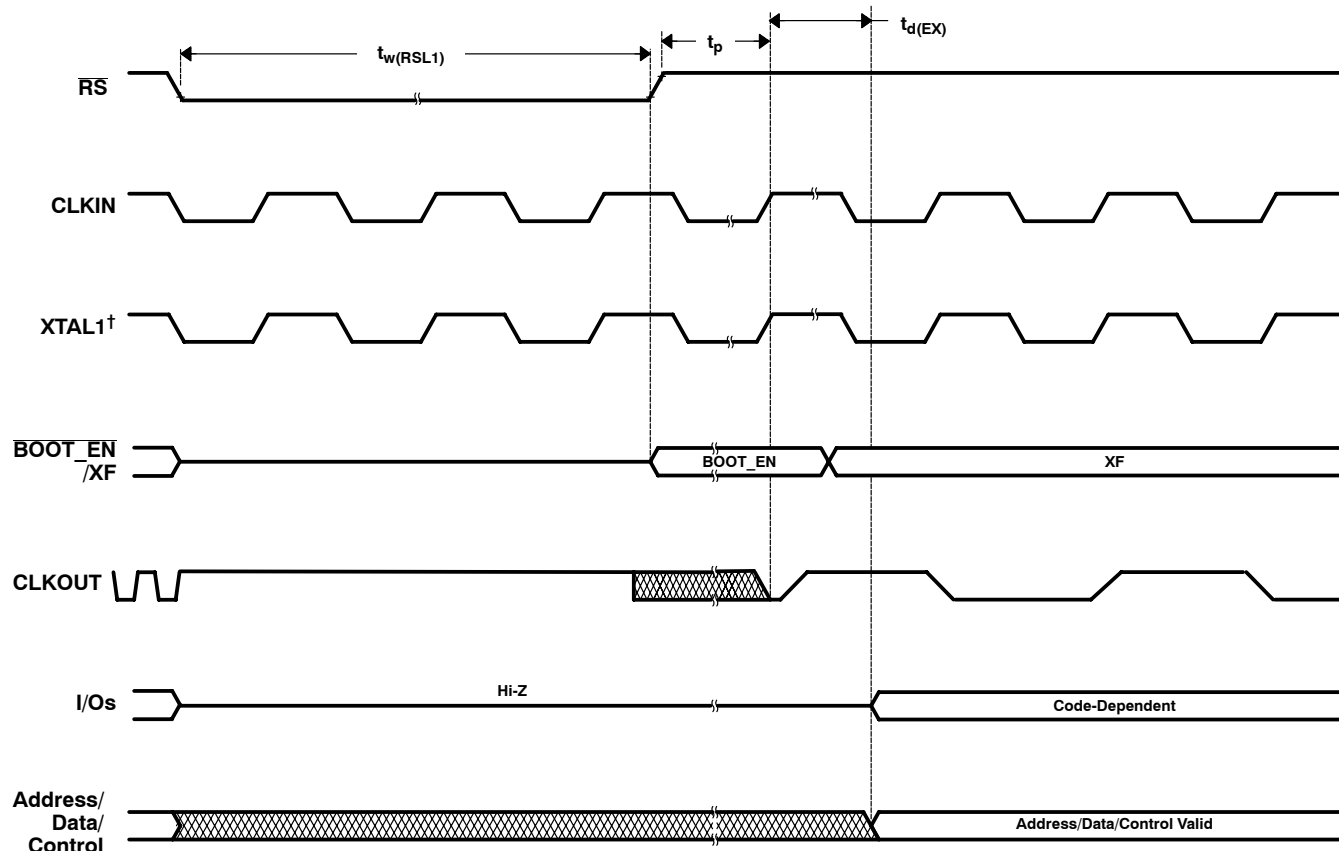 td(EX)
tw(RSL1)
tp
RS
CLKIN
XTAL1†
BOOT_EN
/XF
BOOT_EN
XF
CLKOUT
I/Os
Hi-Z
Code-Dependent
Address/
Data/
Control
Address/Data/Control Valid